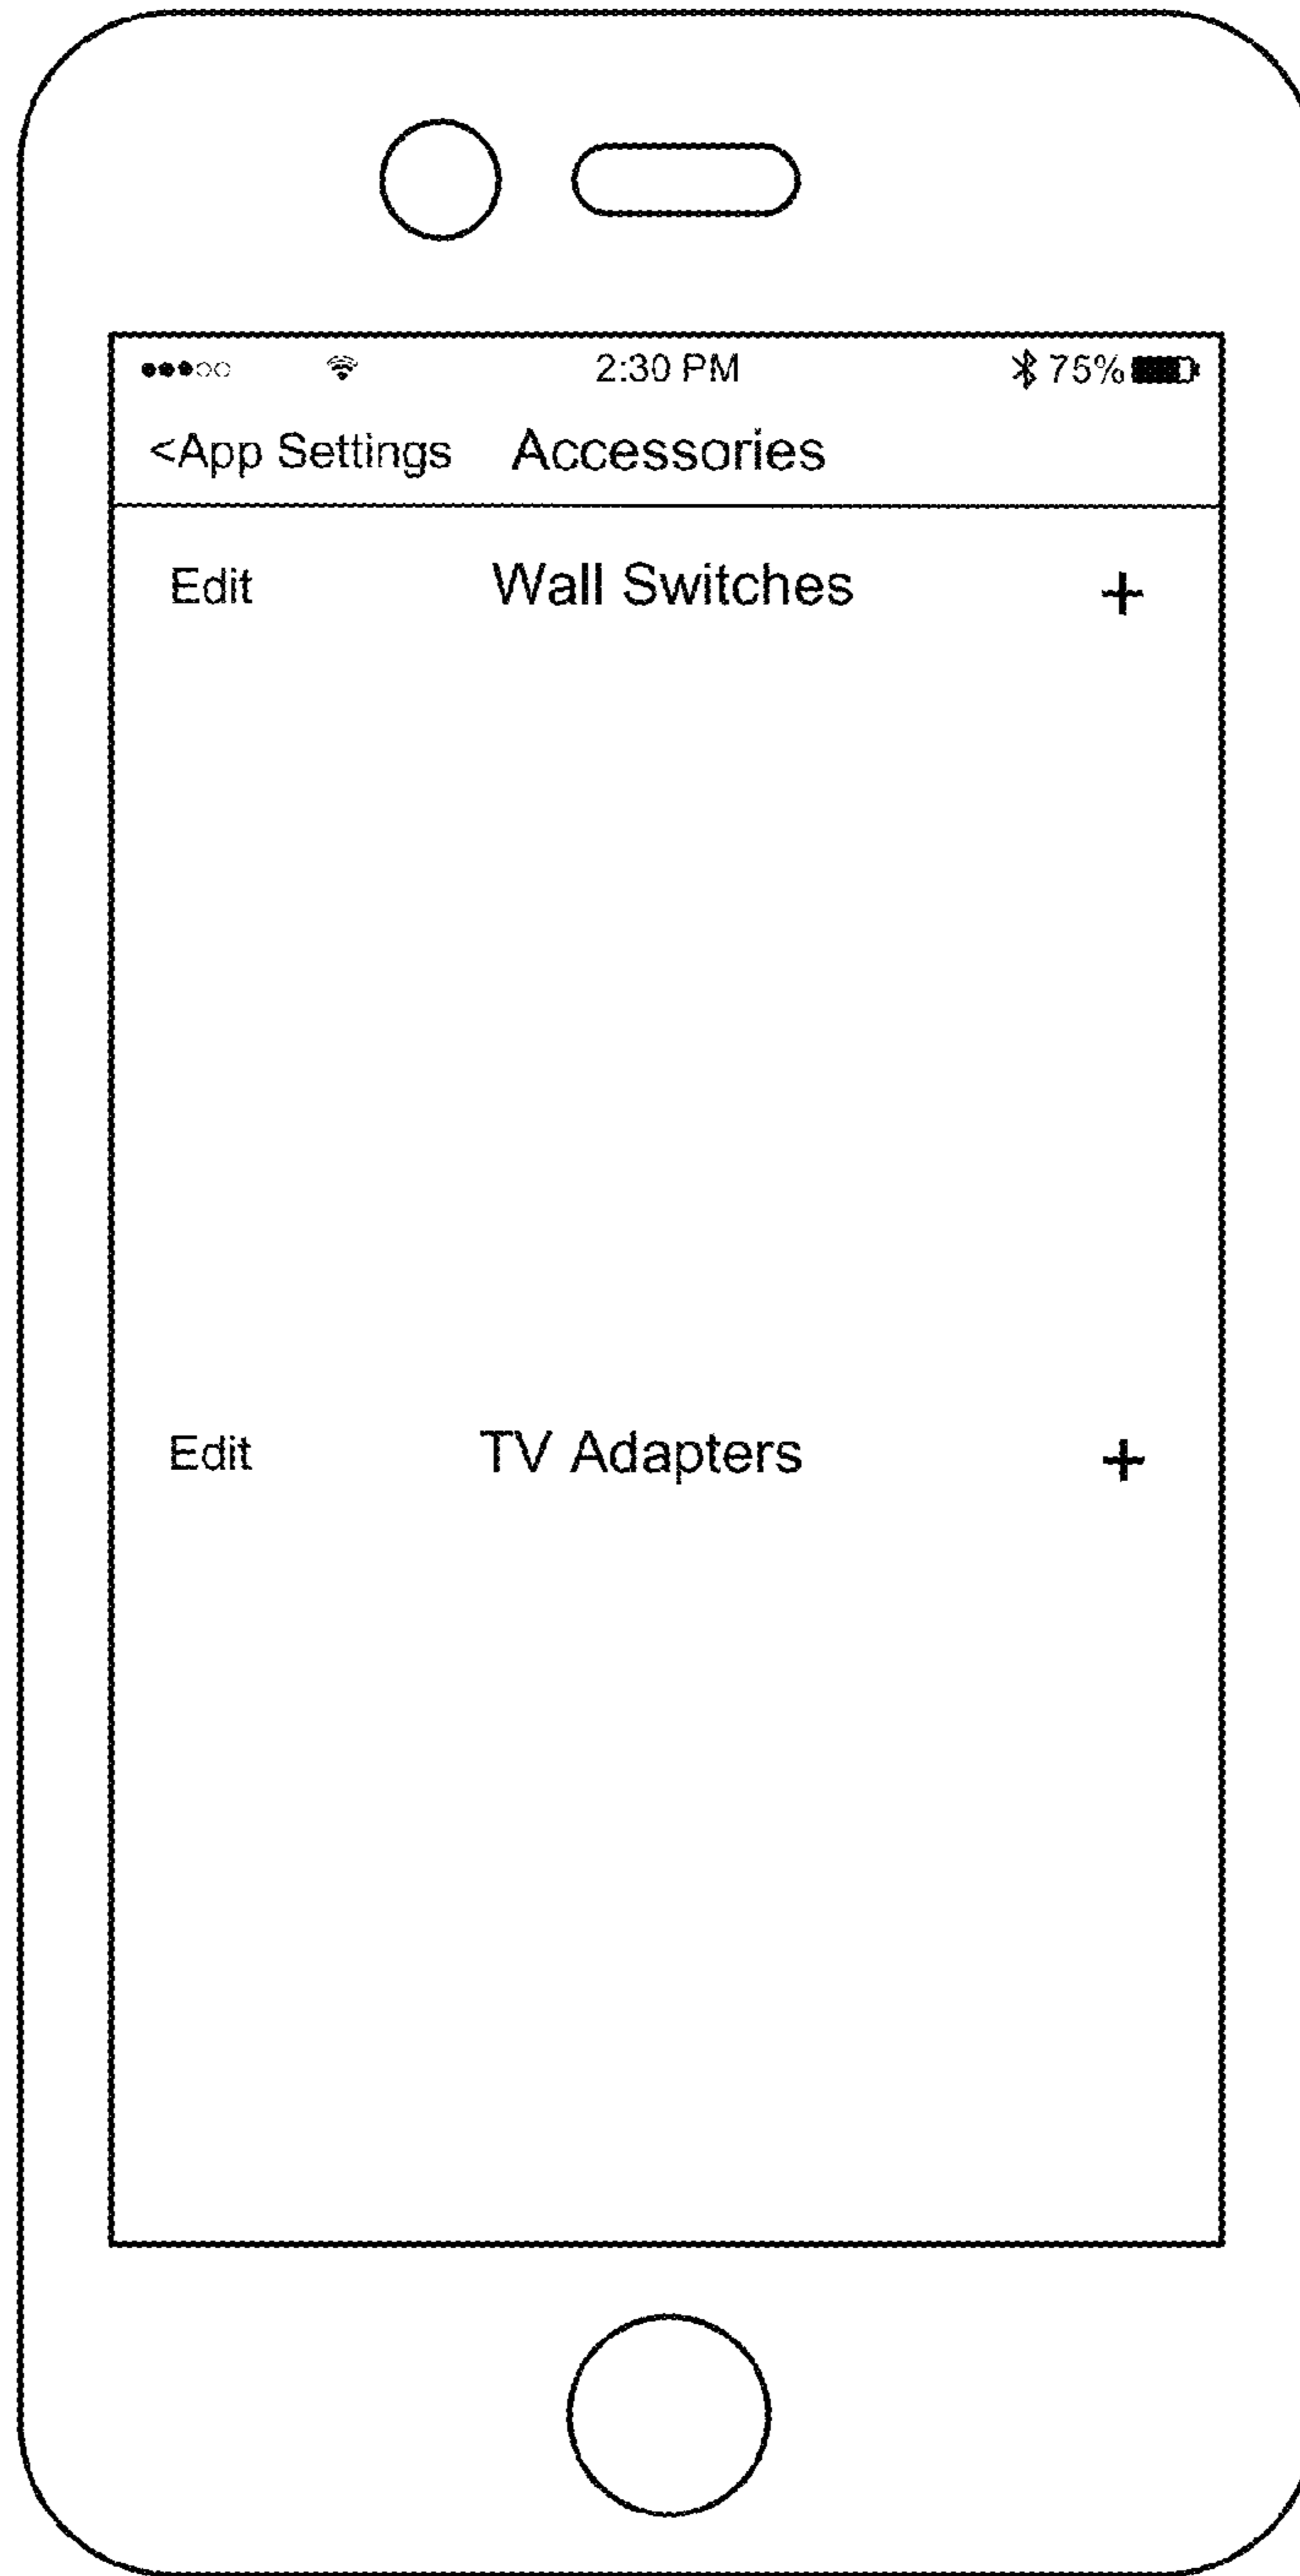 2:30 PM 75%
<App Settings Accessories
Edit Wall Switches +
Edit TV Adapters +